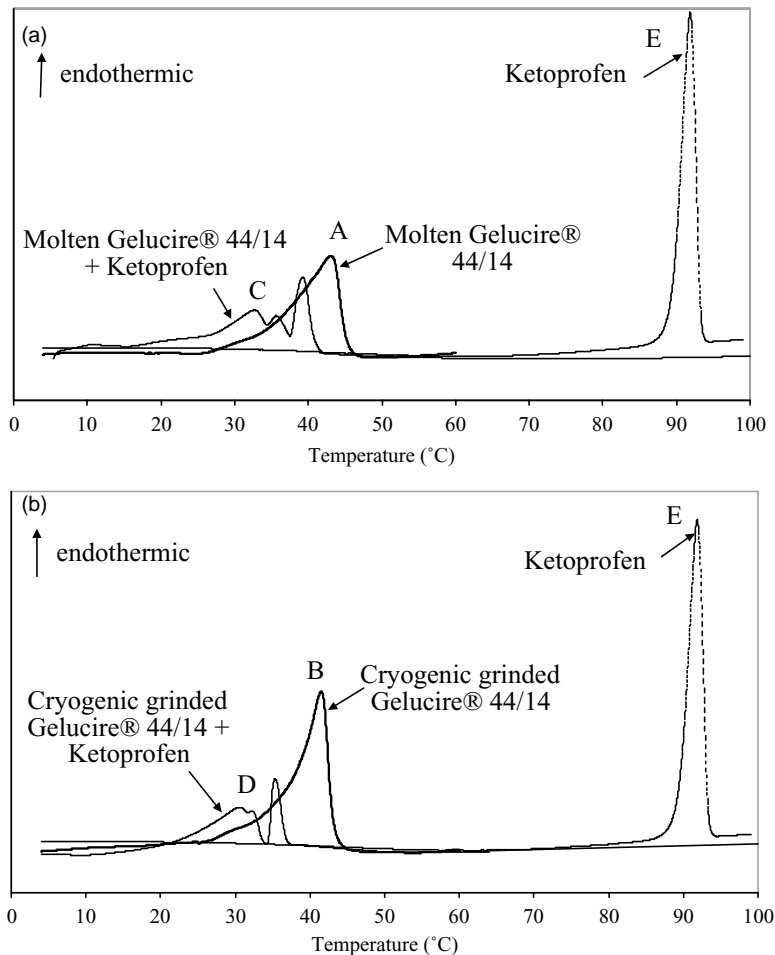 (a)
E
endothermic
Ketoprofen
Molten Gelucire® 44/14
+ Ketoprofen
A
Molten Gelucire®
44/14
C
0 10 20 30 40 50 60 70 80 90 100
Temperature (˚C)
(b)
E
endothermic
Ketoprofen
B
Cryogenic grinded
Gelucire® 44/14
Cryogenic grinded
Gelucire® 44/14 +
Ketoprofen
D
0 10 20 30 40 50 60 70 80 90 100
Temperature (˚C)